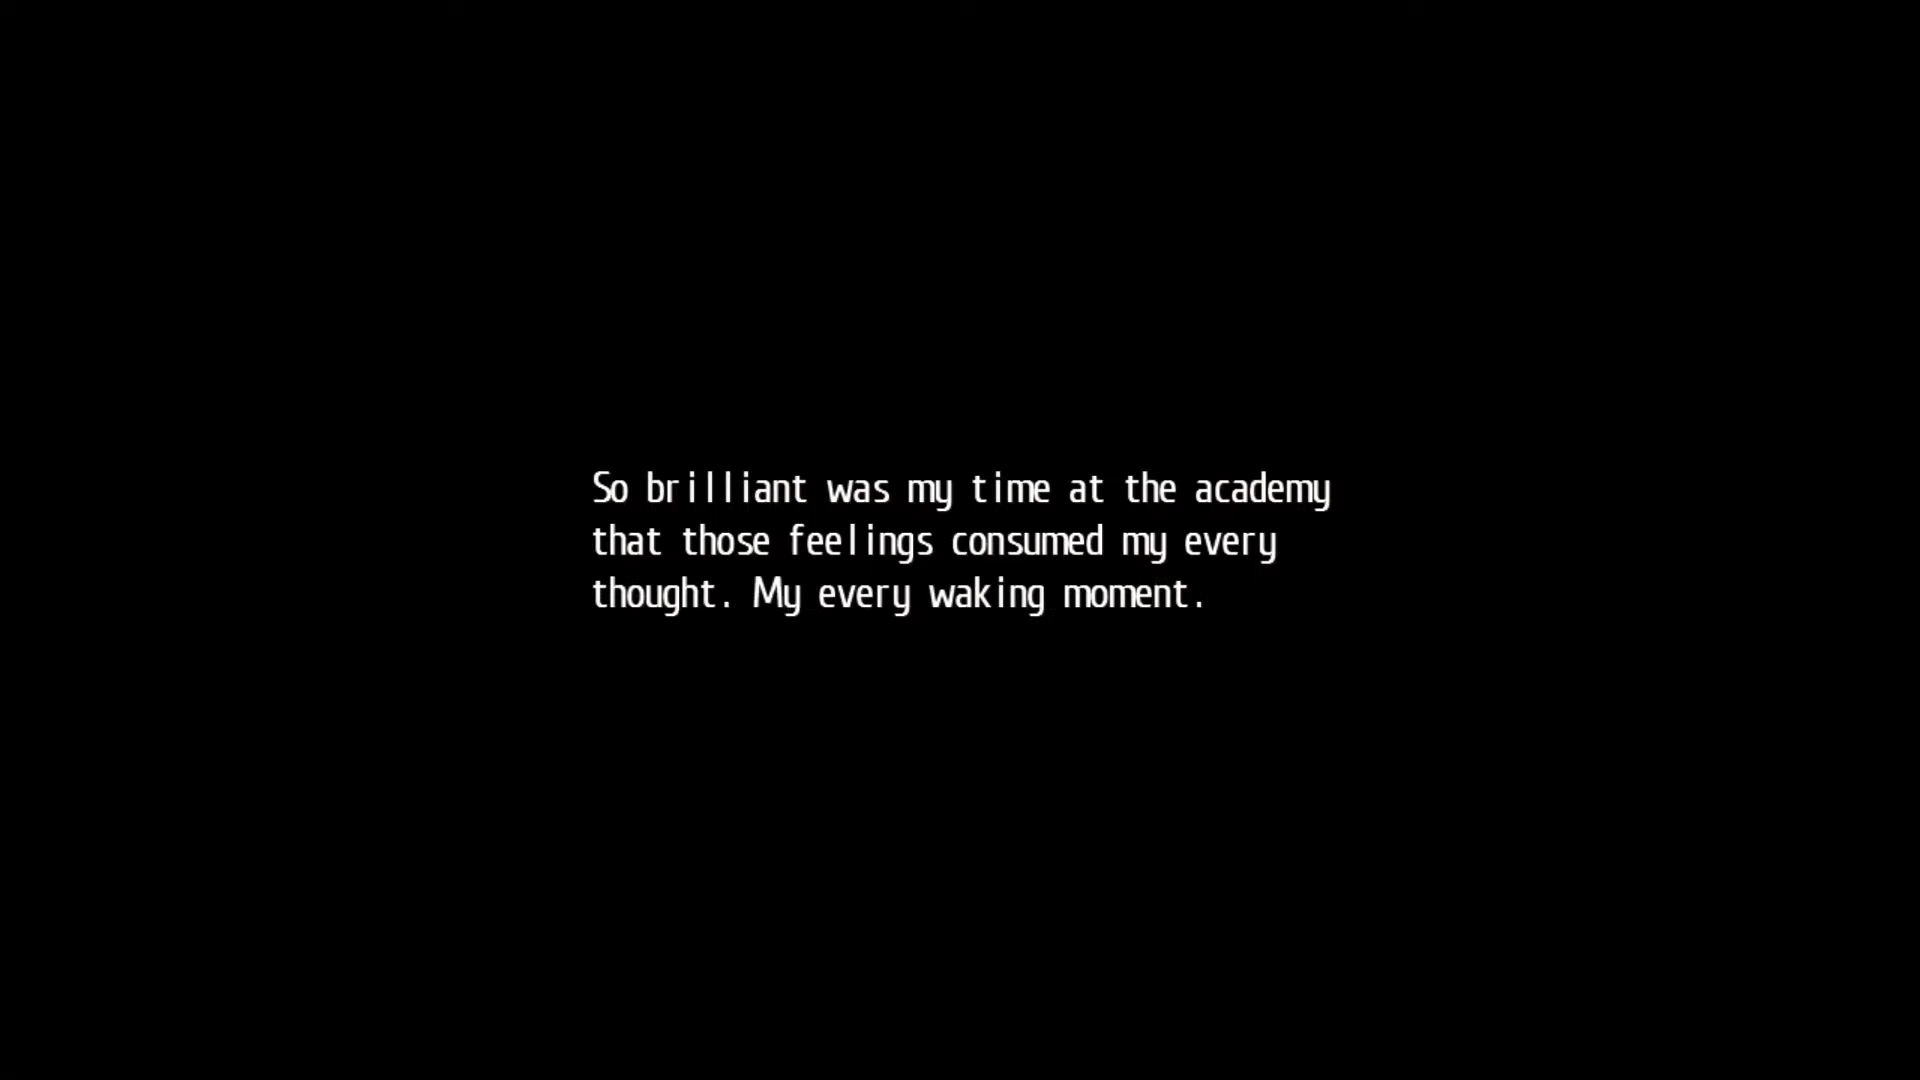 So brilliant was my time at the academy
that those feelings consumed my every
thought. My every waking moment.